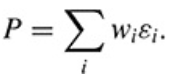 P = ∑_i w_i ε_i.